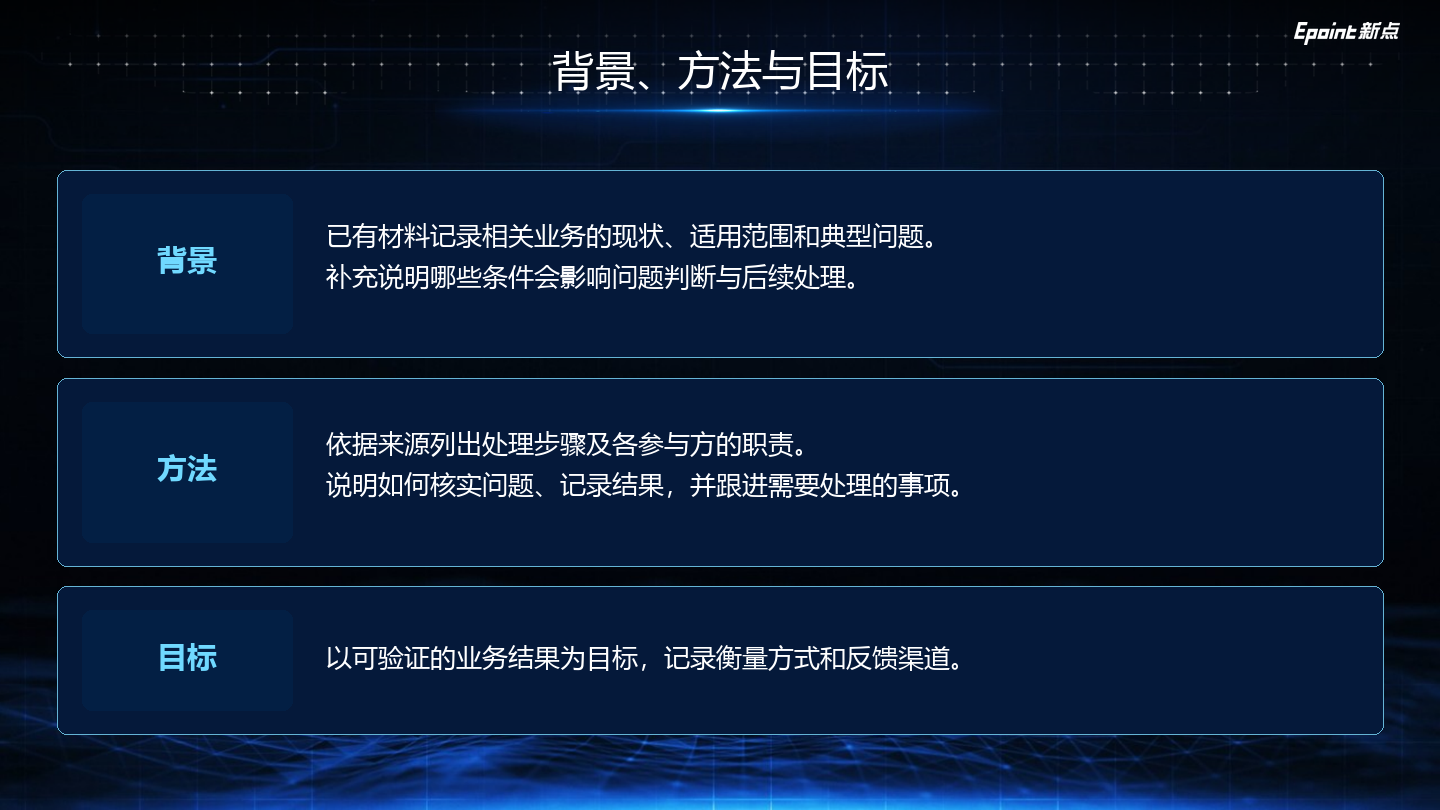 Epoint新点
背景、方法与目标
背景
已有材料记录相关业务的现状、适用范围和典型问题。
补充说明哪些条件会影响问题判断与后续处理。
方法
依据来源列出处理步骤及各参与方的职责。
说明如何核实问题、记录结果，并跟进需要处理的事项。
目标
以可验证的业务结果为目标，记录衡量方式和反馈渠道。